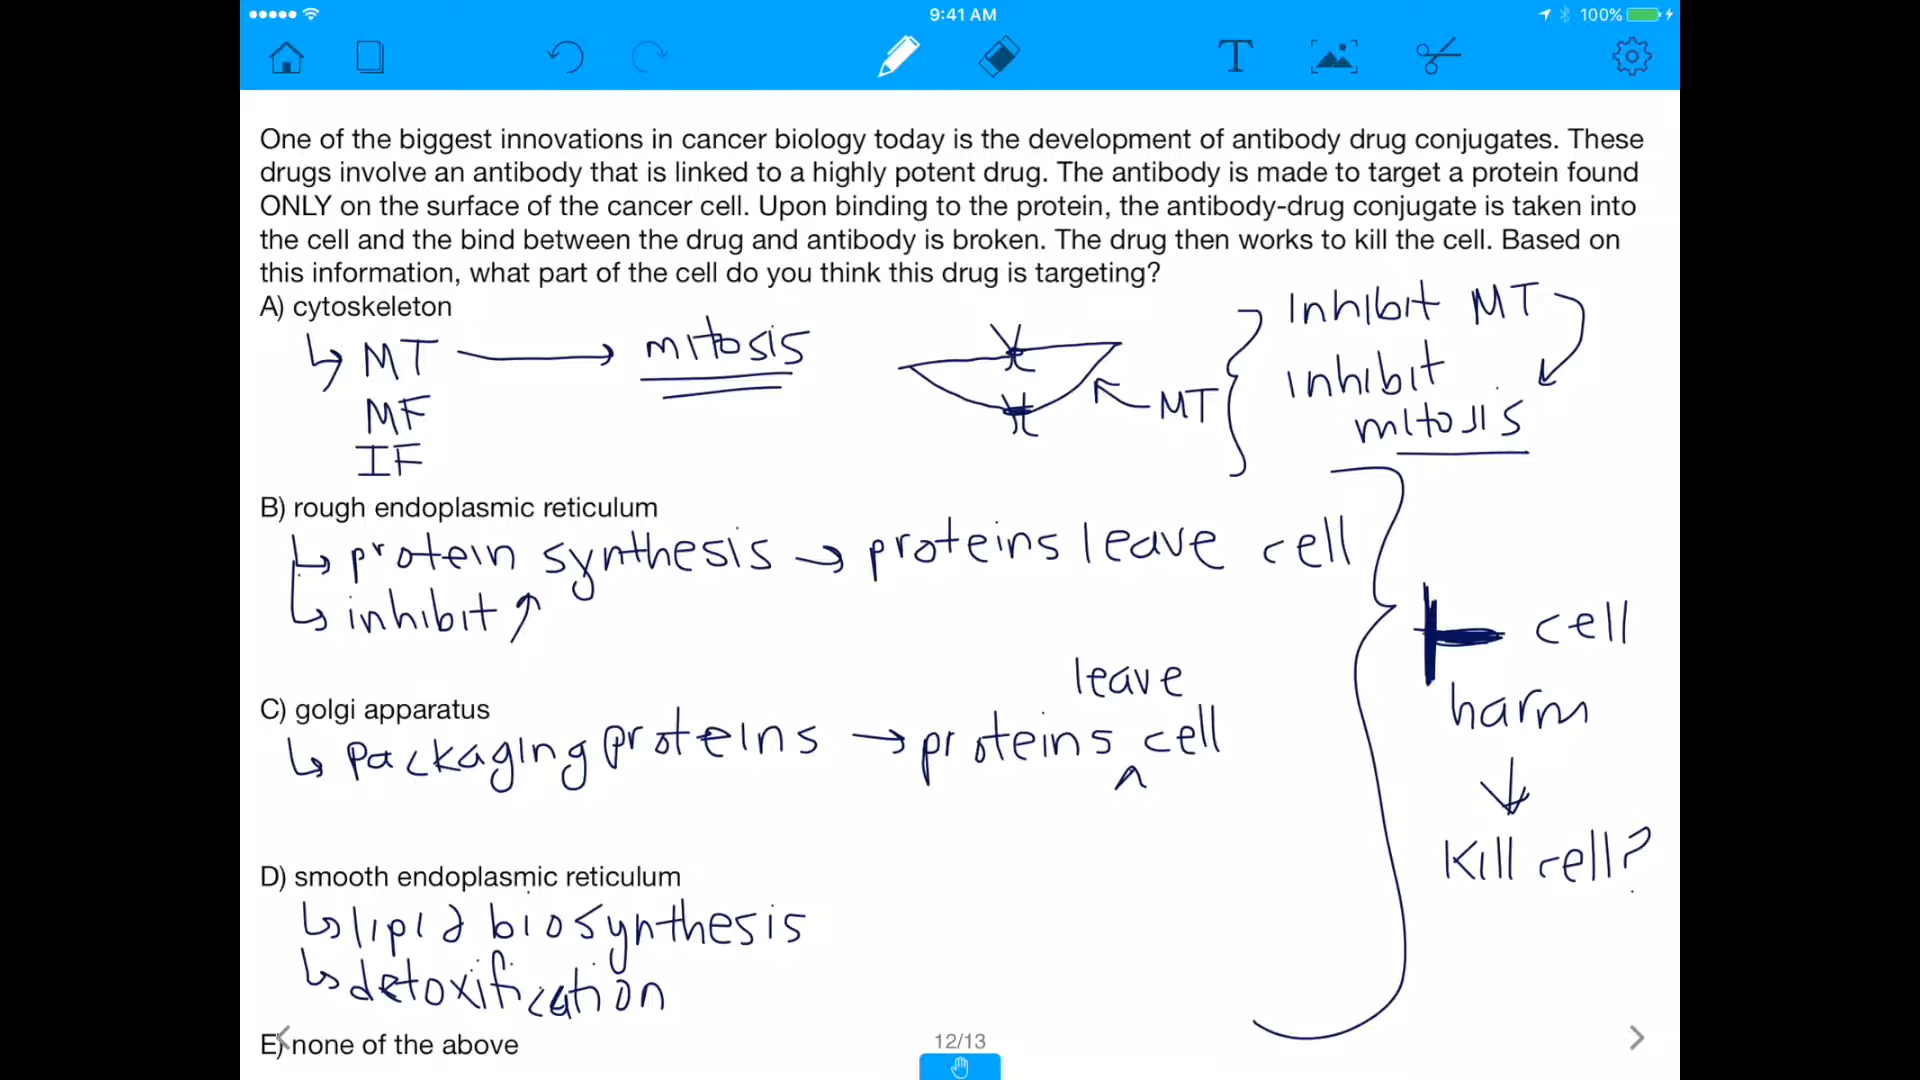 9:41 AM
100%
T
One of the biggest innovations in cancer biology today is the development of antibody drug conjugates. These
drugs involve an antibody that is linked to a highly potent drug. The antibody is made to target a protein found
ONLY on the surface of the cancer cell. Upon binding to the protein, the antibody-drug conjugate is taken into
the cell and the bind between the drug and antibody is broken. The drug then works to kill the cell. Based on
this information, what part of the cell do you think this drug is targeting?
A) cytoskeleton
↳ MT → mitosis
MF
IF
MT
Inhibit MT
inhibit
mitosis
B) rough endoplasmic reticulum
↳ protein synthesis → proteins leave cell
↳ inhibit ↑
C) golgi apparatus
↳ packaging proteins → proteins ^ cell
leave
D) smooth endoplasmic reticulum
↳ lipid biosynthesis
↳ detoxification
cell
harm
↓
Kill cell?
E) none of the above
12/13